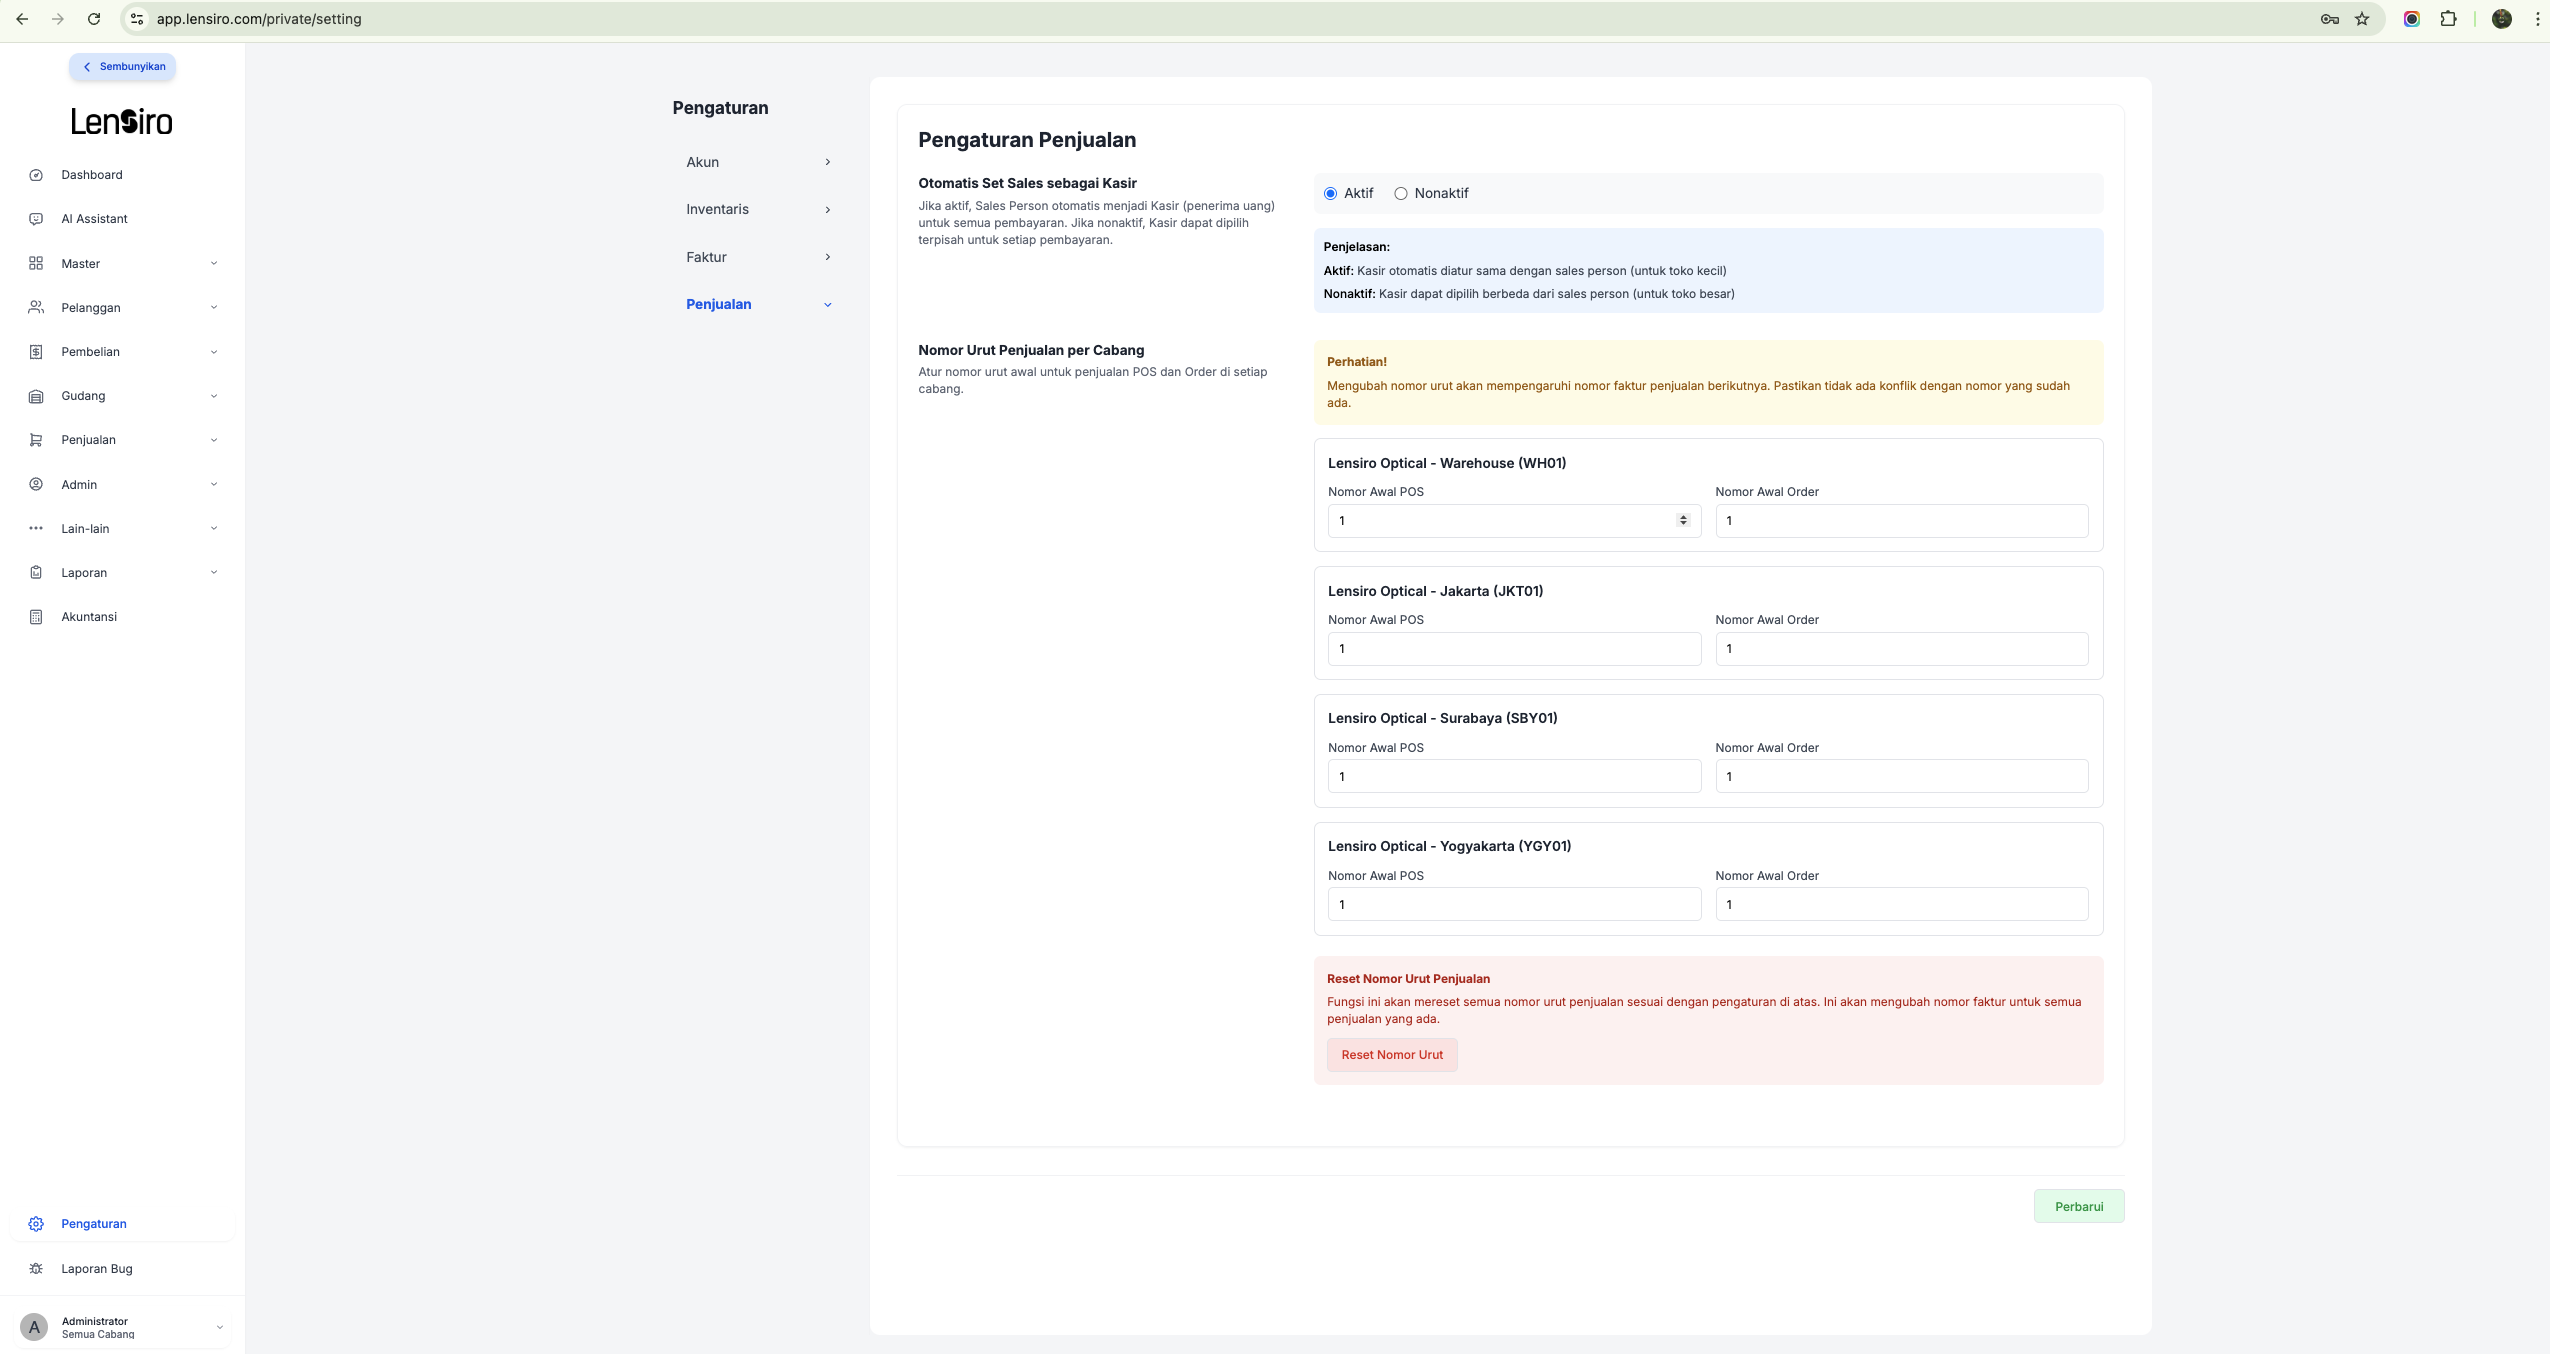 app.lensiro.com/private/setting
Sembunyikan
Lensiro
Dashboard
AI Assistant
Master
Pelanggan
Pembelian
Gudang
Penjualan
Admin
Lain-lain
Laporan
Akuntansi
Pengaturan
Laporan Bug
A
Administrator
Semua Cabang
Pengaturan
Akun
Inventaris
Faktur
Penjualan
Pengaturan Penjualan
Otomatis Set Sales sebagai Kasir
Jika aktif, Sales Person otomatis menjadi Kasir (penerima uang)
untuk semua pembayaran. Jika nonaktif, Kasir dapat dipilih
terpisah untuk setiap pembayaran.
Aktif Nonaktif
Penjelasan:
Aktif: Kasir otomatis diatur sama dengan sales person (untuk toko kecil)
Nonaktif: Kasir dapat dipilih berbeda dari sales person (untuk toko besar)
Nomor Urut Penjualan per Cabang
Atur nomor urut awal untuk penjualan POS dan Order di setiap
cabang.
Perhatian!
Mengubah nomor urut akan mempengaruhi nomor faktur penjualan berikutnya. Pastikan tidak ada konflik dengan nomor yang sudah
ada.
Lensiro Optical - Warehouse (WH01)
Nomor Awal POS Nomor Awal Order
1 1
Lensiro Optical - Jakarta (JKT01)
Nomor Awal POS Nomor Awal Order
1 1
Lensiro Optical - Surabaya (SBY01)
Nomor Awal POS Nomor Awal Order
1 1
Lensiro Optical - Yogyakarta (YGY01)
Nomor Awal POS Nomor Awal Order
1 1
Reset Nomor Urut Penjualan
Fungsi ini akan mereset semua nomor urut penjualan sesuai dengan pengaturan di atas. Ini akan mengubah nomor faktur untuk semua
penjualan yang ada.
Reset Nomor Urut
Perbarui